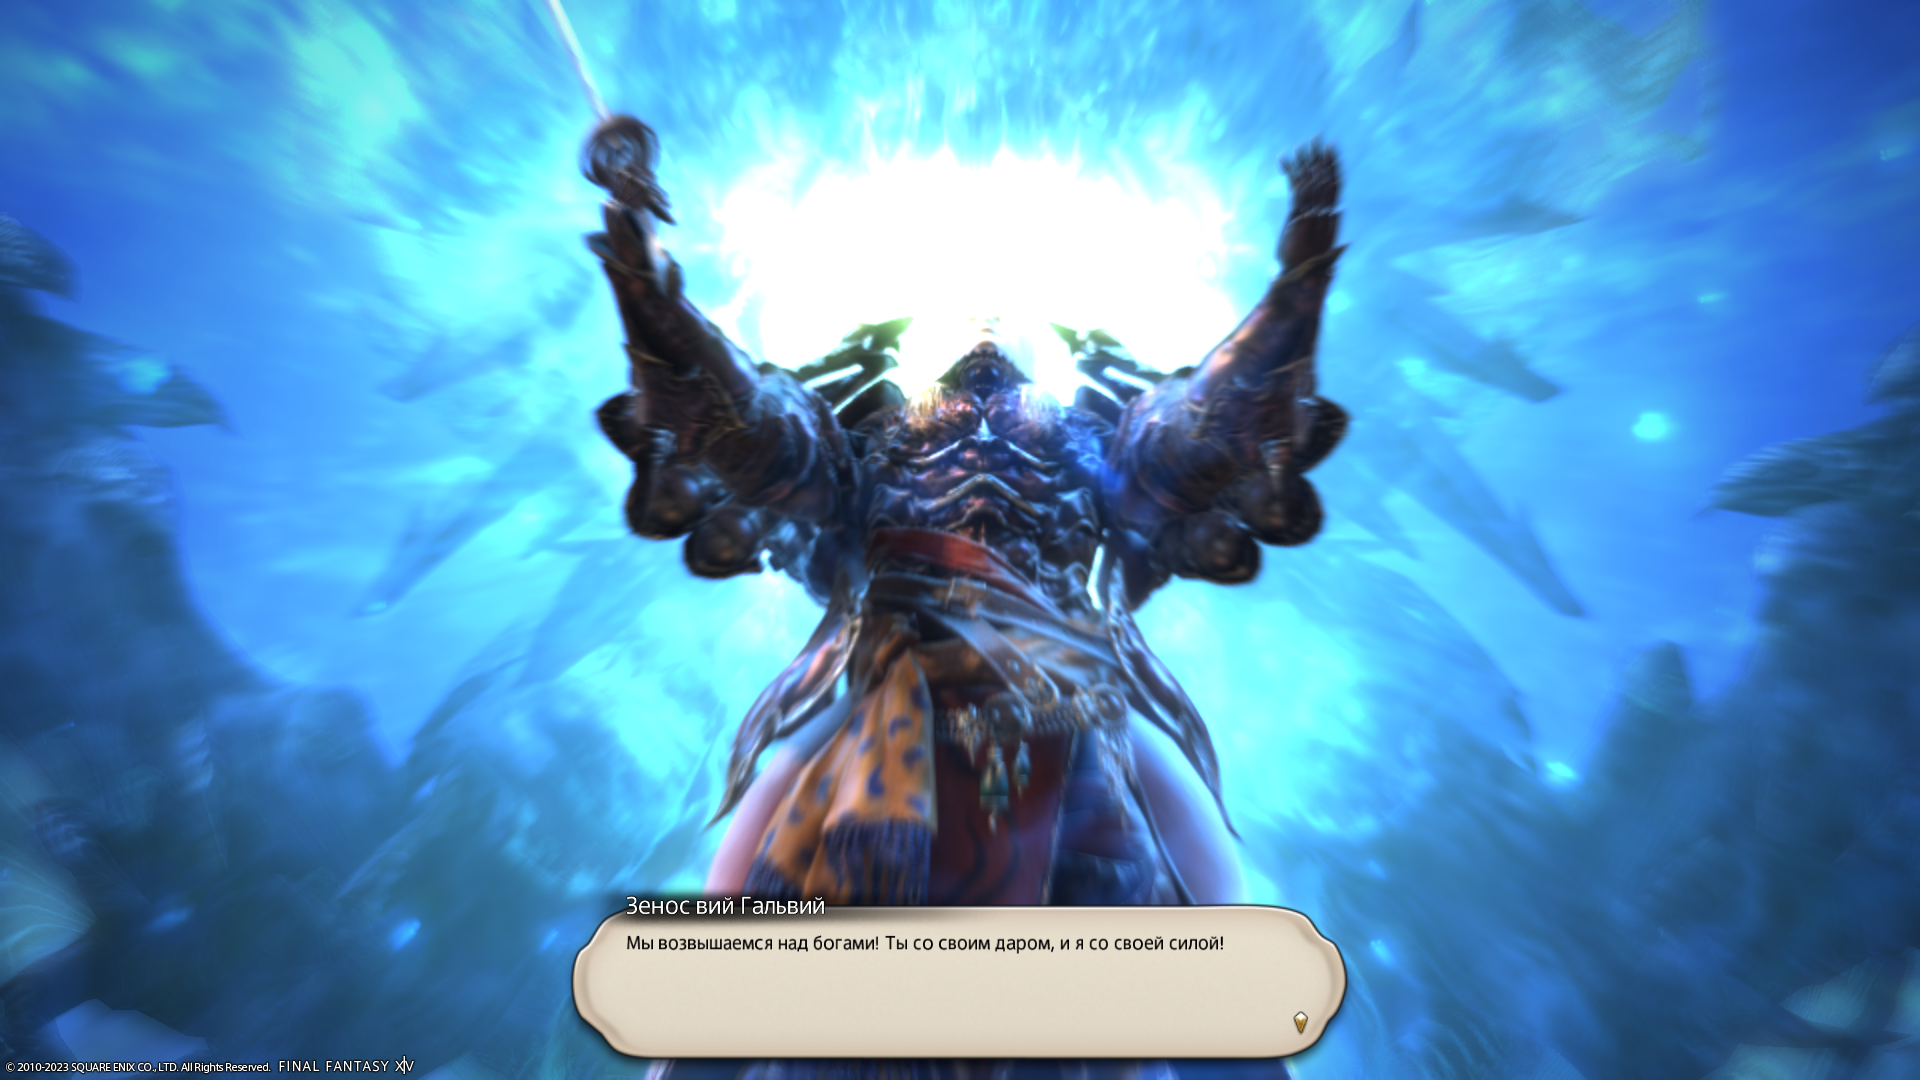 Зенос вий Гальвий
Мы возвышаемся над богами! Ты со своим даром, и я со своей силой!
© 2010-2023 SQUARE ENIX CO., LTD. All Rights Reserved. FINAL FANTASY XIV